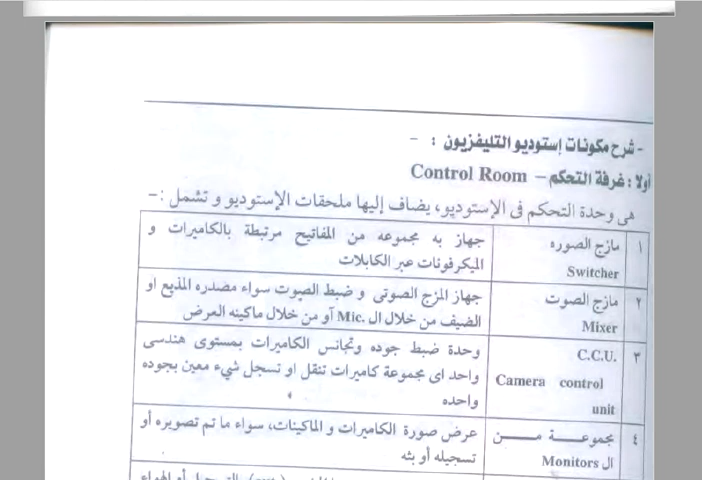 - شرح مكونات إستوديو التليفزيون : -
أولا : غرفة التحكم – Control Room
هى وحدة التحكم فى الإستوديو، يضاف إليها ملحقات الإستوديو و تشمل :-
١ مازج الصوره جهاز به مجموعه من المفاتيح مرتبطة بالكاميرات و
Switcher الميكرفونات عبر الكابلات
٢ مازج الصوت جهاز المزج الصوتى و ضبط الصوت سواء مصدره المذيع او
Mixer الضيف من خلال ال .Mic أو من خلال ماكينه العرض
٣ C.C.U. وحدة ضبط جوده وتجانس الكاميرات بمستوى هندسى
Camera control واحد اى مجموعة كاميرات تنقل او تسجل شيء معين بجوده
unit واحده
٤ مجموعة من عرض صورة الكاميرات و الماكينات، سواء ما تم تصويره أو
ال Monitors تسجيله أو بثه
التسجيل أو الهواء